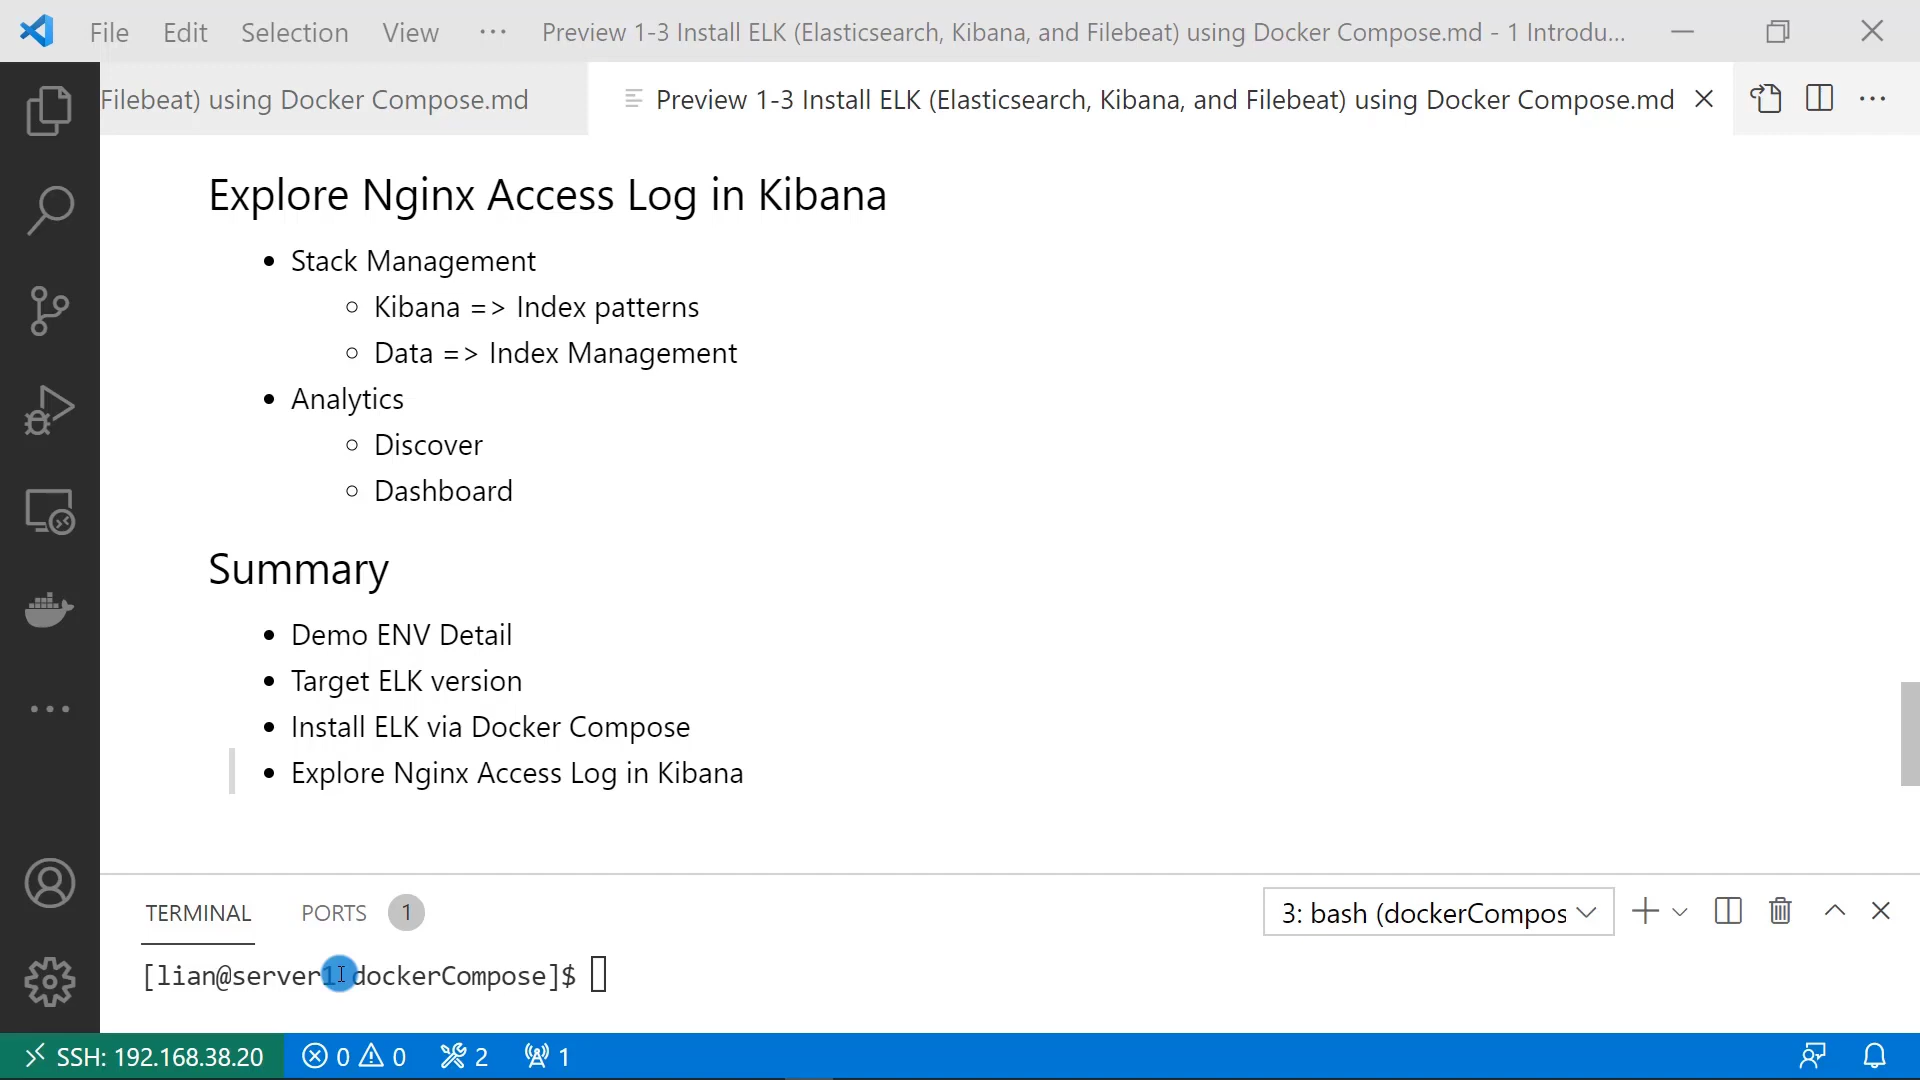 File Edit Selection View ··· Preview 1-3 Install ELK (Elasticsearch, Kibana, and Filebeat) using Docker Compose.md - 1 Introdu...
Filebeat) using Docker Compose.md Preview 1-3 Install ELK (Elasticsearch, Kibana, and Filebeat) using Docker Compose.md
Explore Nginx Access Log in Kibana
• Stack Management
◦ Kibana => Index patterns
◦ Data => Index Management
• Analytics
◦ Discover
◦ Dashboard
Summary
• Demo ENV Detail
• Target ELK version
• Install ELK via Docker Compose
• Explore Nginx Access Log in Kibana
TERMINAL PORTS 1 3: bash (dockerCompos
[lian@server1 dockerCompose]$
SSH: 192.168.38.20 0 0 2 1